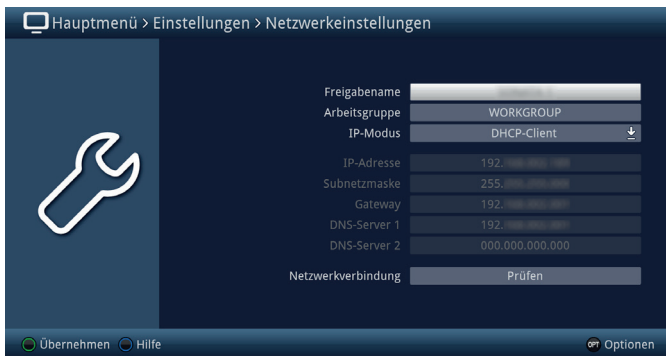 Hauptmenü > Einstellungen > Netzwerkeinstellungen
Freigabename
Arbeitsgruppe WORKGROUP
IP-Modus DHCP-Client
IP-Adresse 192.
Subnetzmaske 255.
Gateway 192.
DNS-Server 1 192.
DNS-Server 2 000.000.000.000
Netzwerkverbindung Prüfen
Übernehmen Hilfe OPT Optionen